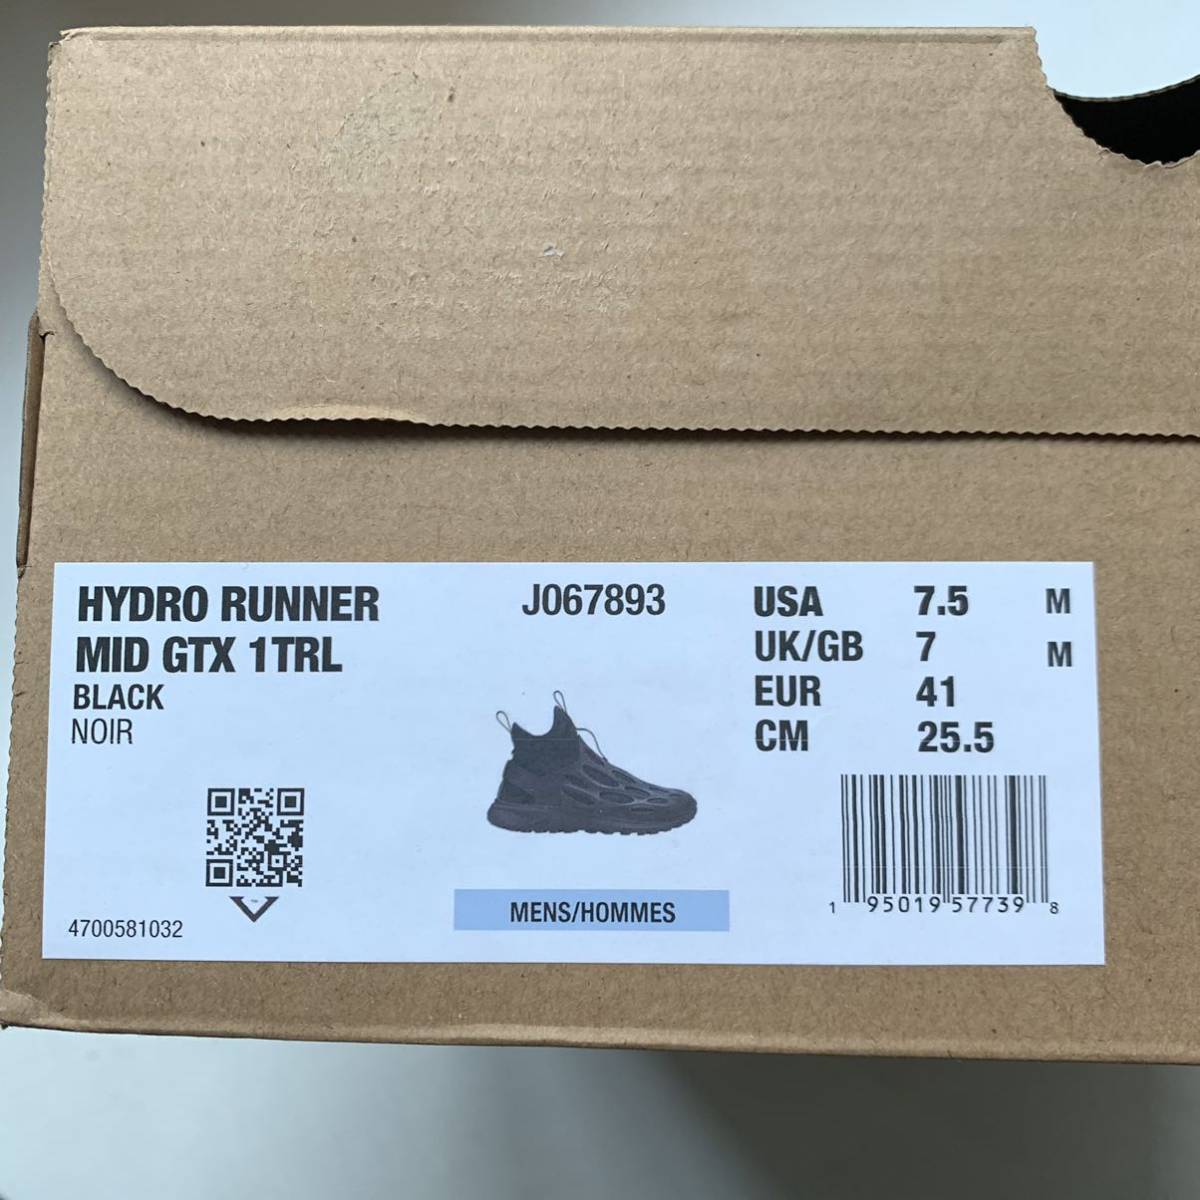 HYDRO RUNNER
MID GTX 1TRL
BLACK
NOIR
4700581032
J067893
MENS/HOMMES
USA 7.5 M
UK/GB 7 M
EUR 41
CM 25.5
1 95019 57739 8